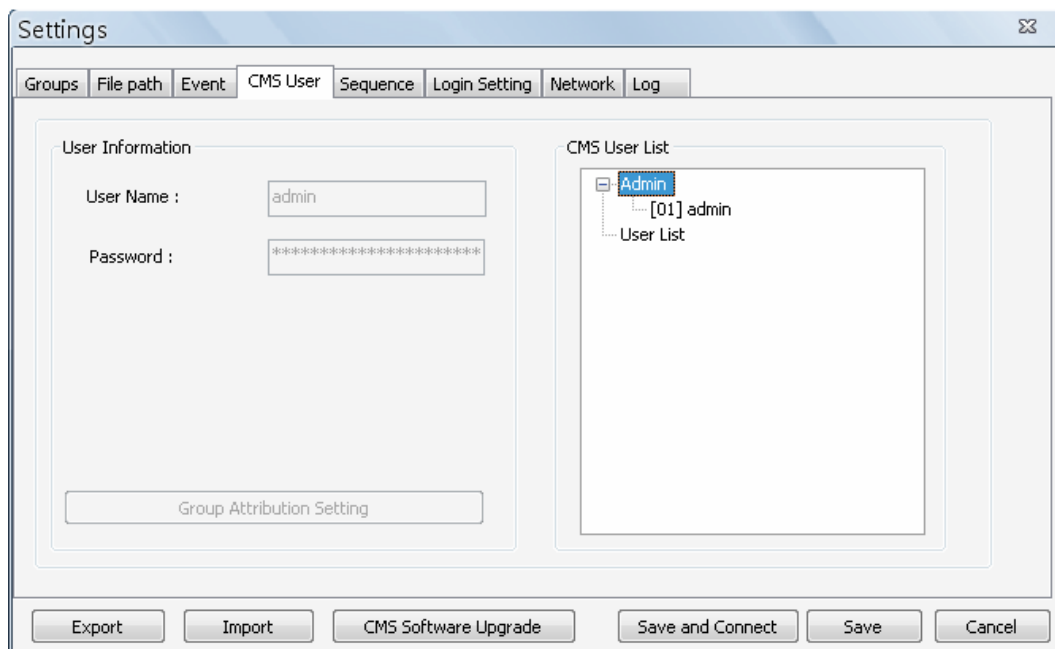 Settings
Groups File path Event CMS User Sequence Login Setting Network Log
User Information
User Name : admin
Password : **********************
Group Attribution Setting
CMS User List
Admin
[01] admin
User List
Export Import CMS Software Upgrade Save and Connect Save Cancel